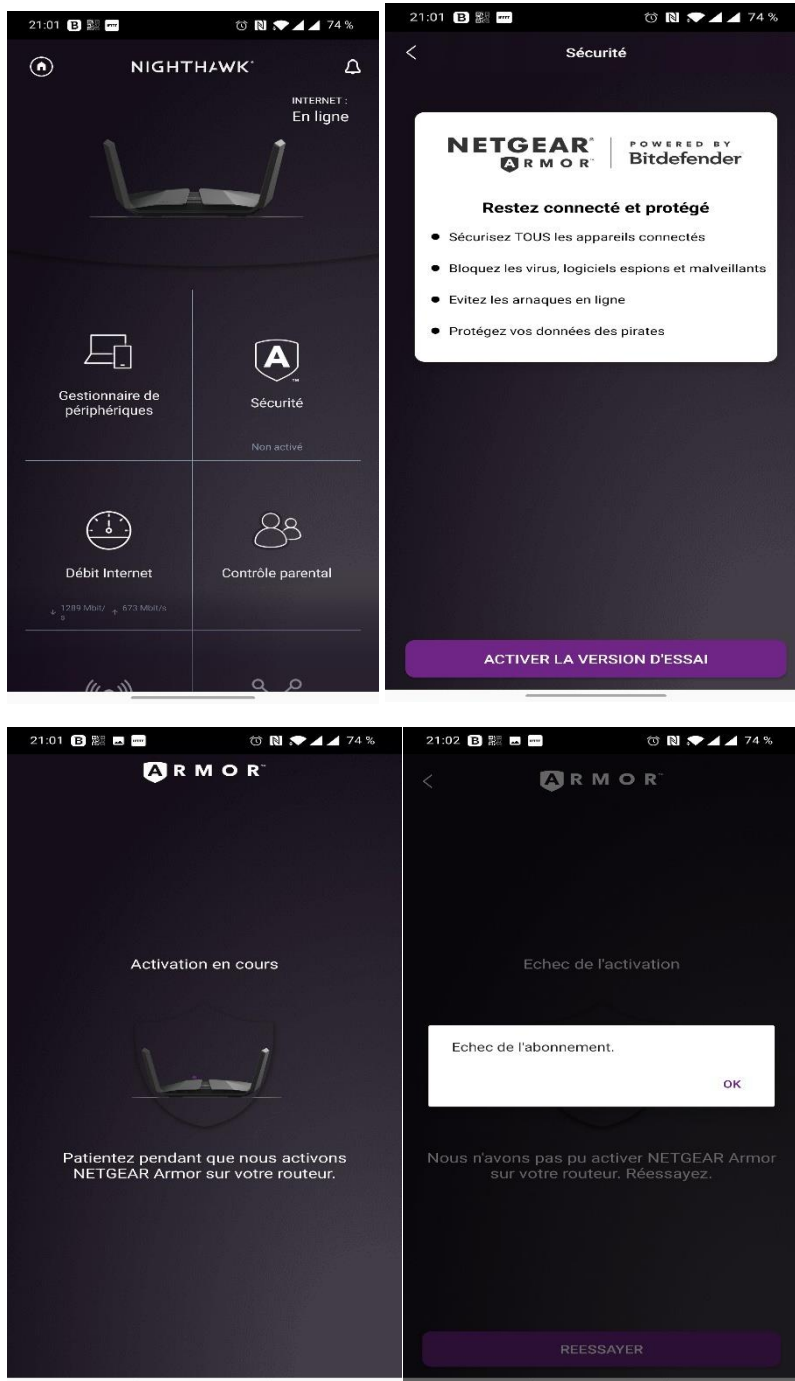 21:01 B 74 %
NIGHTHAWK
INTERNET :
En ligne
Gestionnaire de
périphériques
A
Sécurité
Non activé
Débit Internet
Contrôle parental
↓ 1289 Mbit/ ↑ 673 Mbit/s
s
21:01 B 74 %
Sécurité
NETGEAR®
ARMOR™
POWERED BY
Bitdefender
Restez connecté et protégé
• Sécurisez TOUS les appareils connectés
• Bloquez les virus, logiciels espions et malveillants
• Evitez les arnaques en ligne
• Protégez vos données des pirates
ACTIVER LA VERSION D'ESSAI
21:01 B 74 %
ARMOR™
Activation en cours
Patientez pendant que nous activons
NETGEAR Armor sur votre routeur.
21:02 B 74 %
ARMOR™
Echec de l'activation
Echec de l'abonnement.
OK
Nous n'avons pas pu activer NETGEAR Armor
sur votre routeur. Réessayez.
REESSAYER